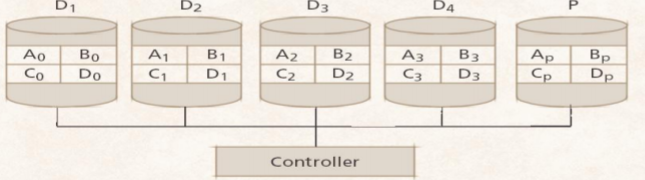 D1 D2 D3 D4 P
A0 B0 A1 B1 A2 B2 A3 B3 Ap Bp
C0 D0 C1 D1 C2 D2 C3 D3 Cp Dp
Controller